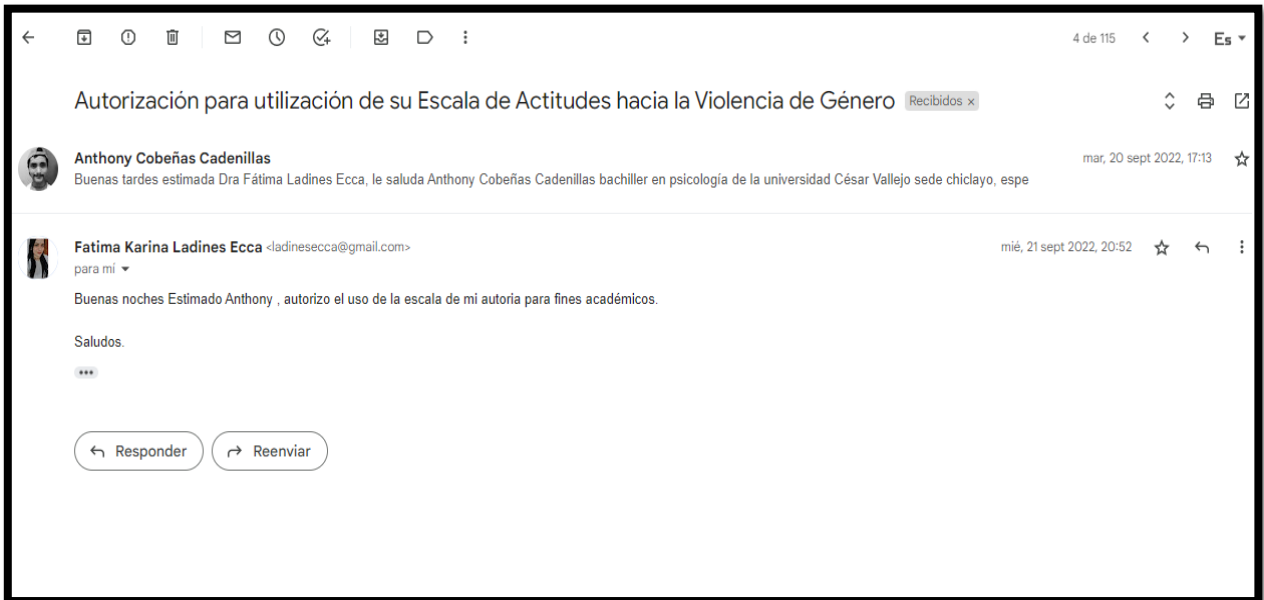 4 de 115
Es
Autorización para utilización de su Escala de Actitudes hacia la Violencia de Género Recibidos x
Anthony Cobeñas Cadenillas mar, 20 sept 2022, 17:13
Buenas tardes estimada Dra Fátima Ladines Ecca, le saluda Anthony Cobeñas Cadenillas bachiller en psicología de la universidad César Vallejo sede chiclayo, espe
Fatima Karina Ladines Ecca <ladinesecca@gmail.com> mié, 21 sept 2022, 20:52
para mí
Buenas noches Estimado Anthony , autorizo el uso de la escala de mi autoria para fines académicos.
Saludos.
Responder Reenviar